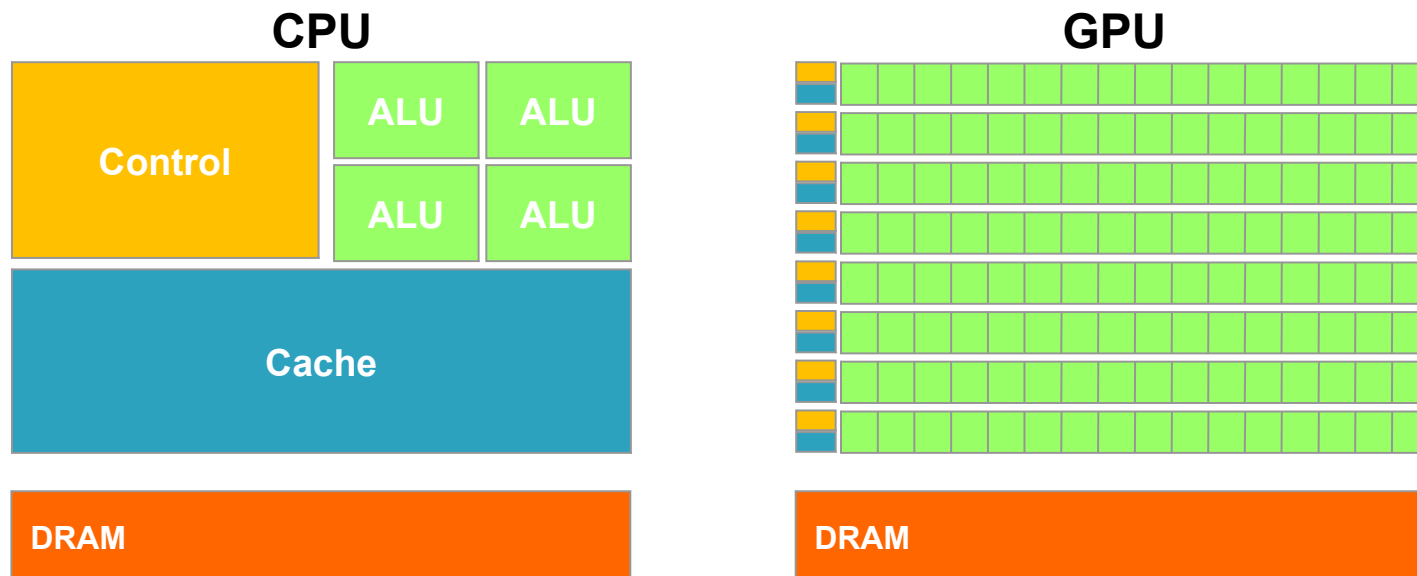 CPU
GPU
Control
ALU
ALU
ALU
ALU
Cache
DRAM
DRAM